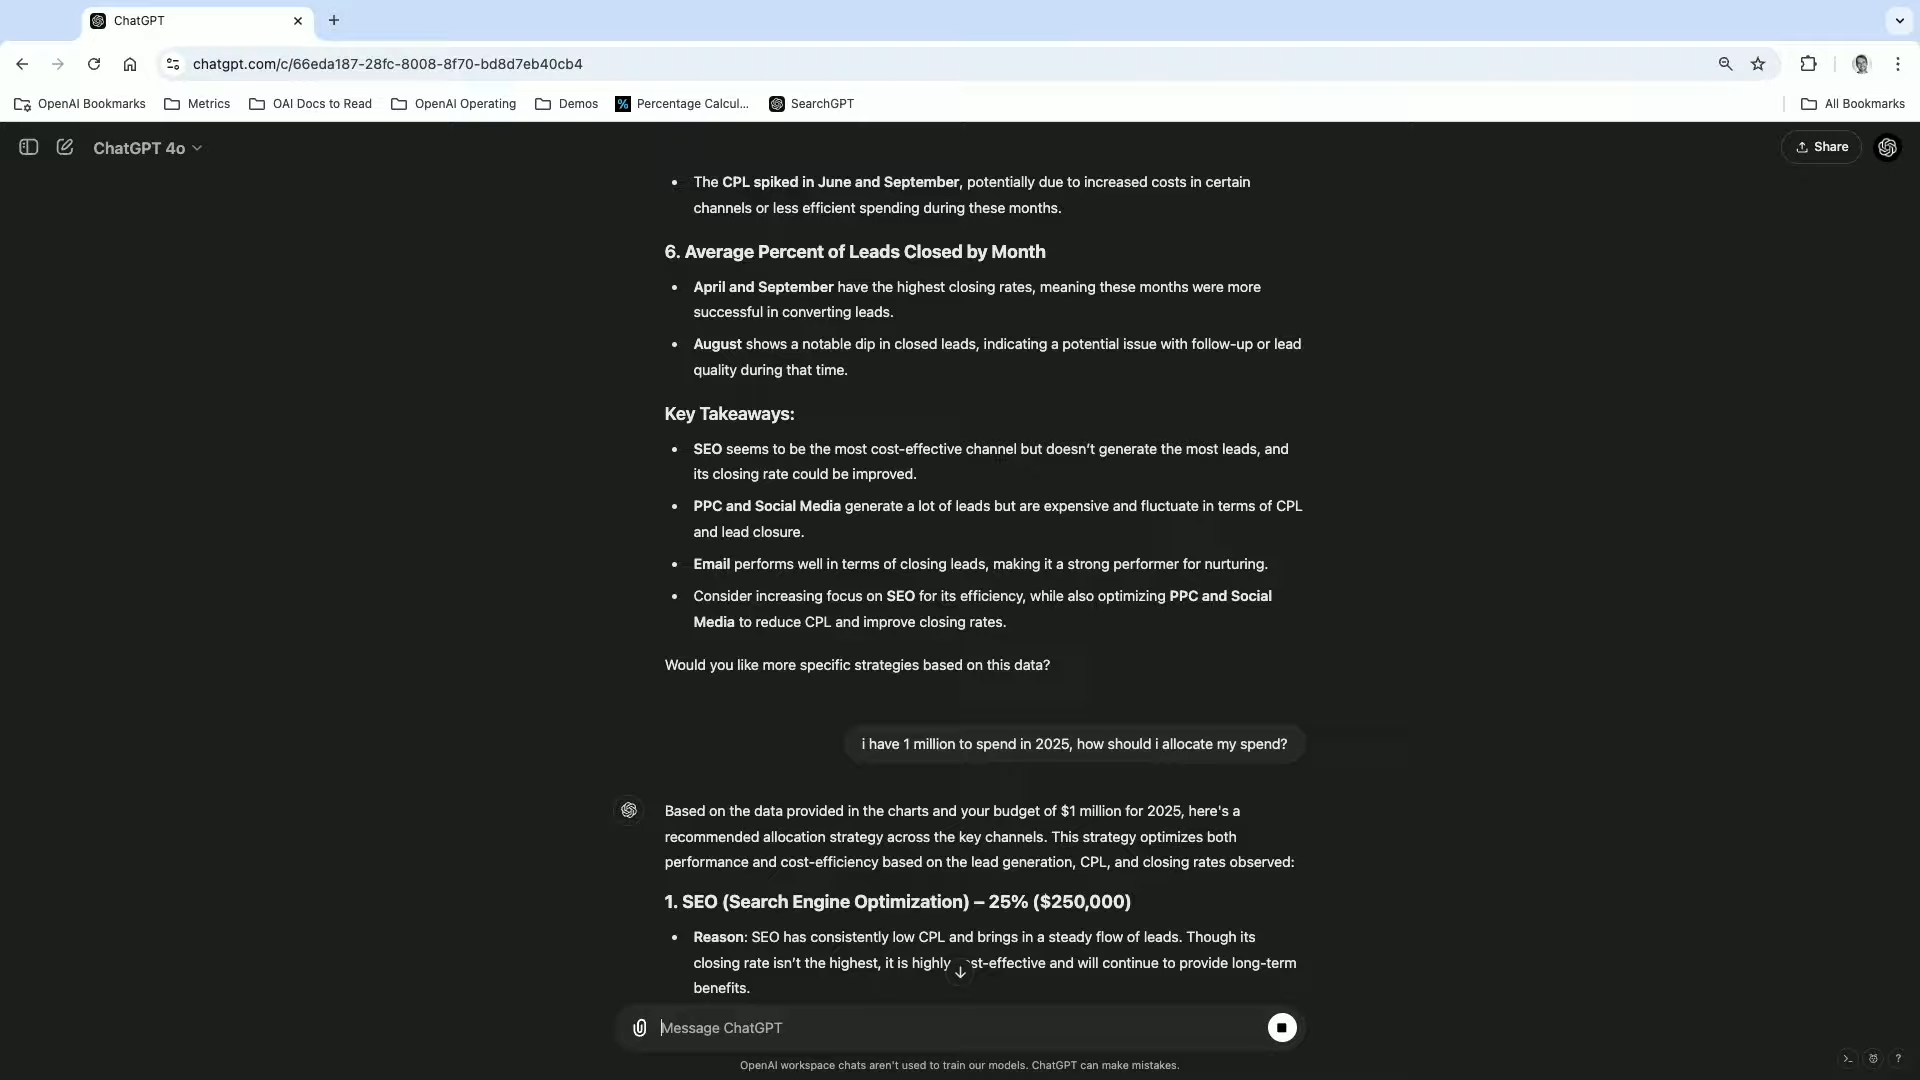 ChatGPT
chatgpt.com/c/66eda187-28fc-8008-8f70-bd8d7eb40cb4
OpenAI Bookmarks
Metrics
OAI Docs to Read
OpenAI Operating
Demos
% Percentage Calcul...
SearchGPT
All Bookmarks
ChatGPT 4o
Share
• The CPL spiked in June and September, potentially due to increased costs in certain
channels or less efficient spending during these months.
6. Average Percent of Leads Closed by Month
• April and September have the highest closing rates, meaning these months were more
successful in converting leads.
• August shows a notable dip in closed leads, indicating a potential issue with follow-up or lead
quality during that time.
Key Takeaways:
• SEO seems to be the most cost-effective channel but doesn’t generate the most leads, and
its closing rate could be improved.
• PPC and Social Media generate a lot of leads but are expensive and fluctuate in terms of CPL
and lead closure.
• Email performs well in terms of closing leads, making it a strong performer for nurturing.
• Consider increasing focus on SEO for its efficiency, while also optimizing PPC and Social
Media to reduce CPL and improve closing rates.
Would you like more specific strategies based on this data?
i have 1 million to spend in 2025, how should i allocate my spend?
Based on the data provided in the charts and your budget of $1 million for 2025, here's a
recommended allocation strategy across the key channels. This strategy optimizes both
performance and cost-efficiency based on the lead generation, CPL, and closing rates observed:
1. SEO (Search Engine Optimization) – 25% ($250,000)
• Reason: SEO has consistently low CPL and brings in a steady flow of leads. Though its
closing rate isn’t the highest, it is highly st-effective and will continue to provide long-term
benefits.
Message ChatGPT
OpenAI workspace chats aren't used to train our models. ChatGPT can make mistakes.
?